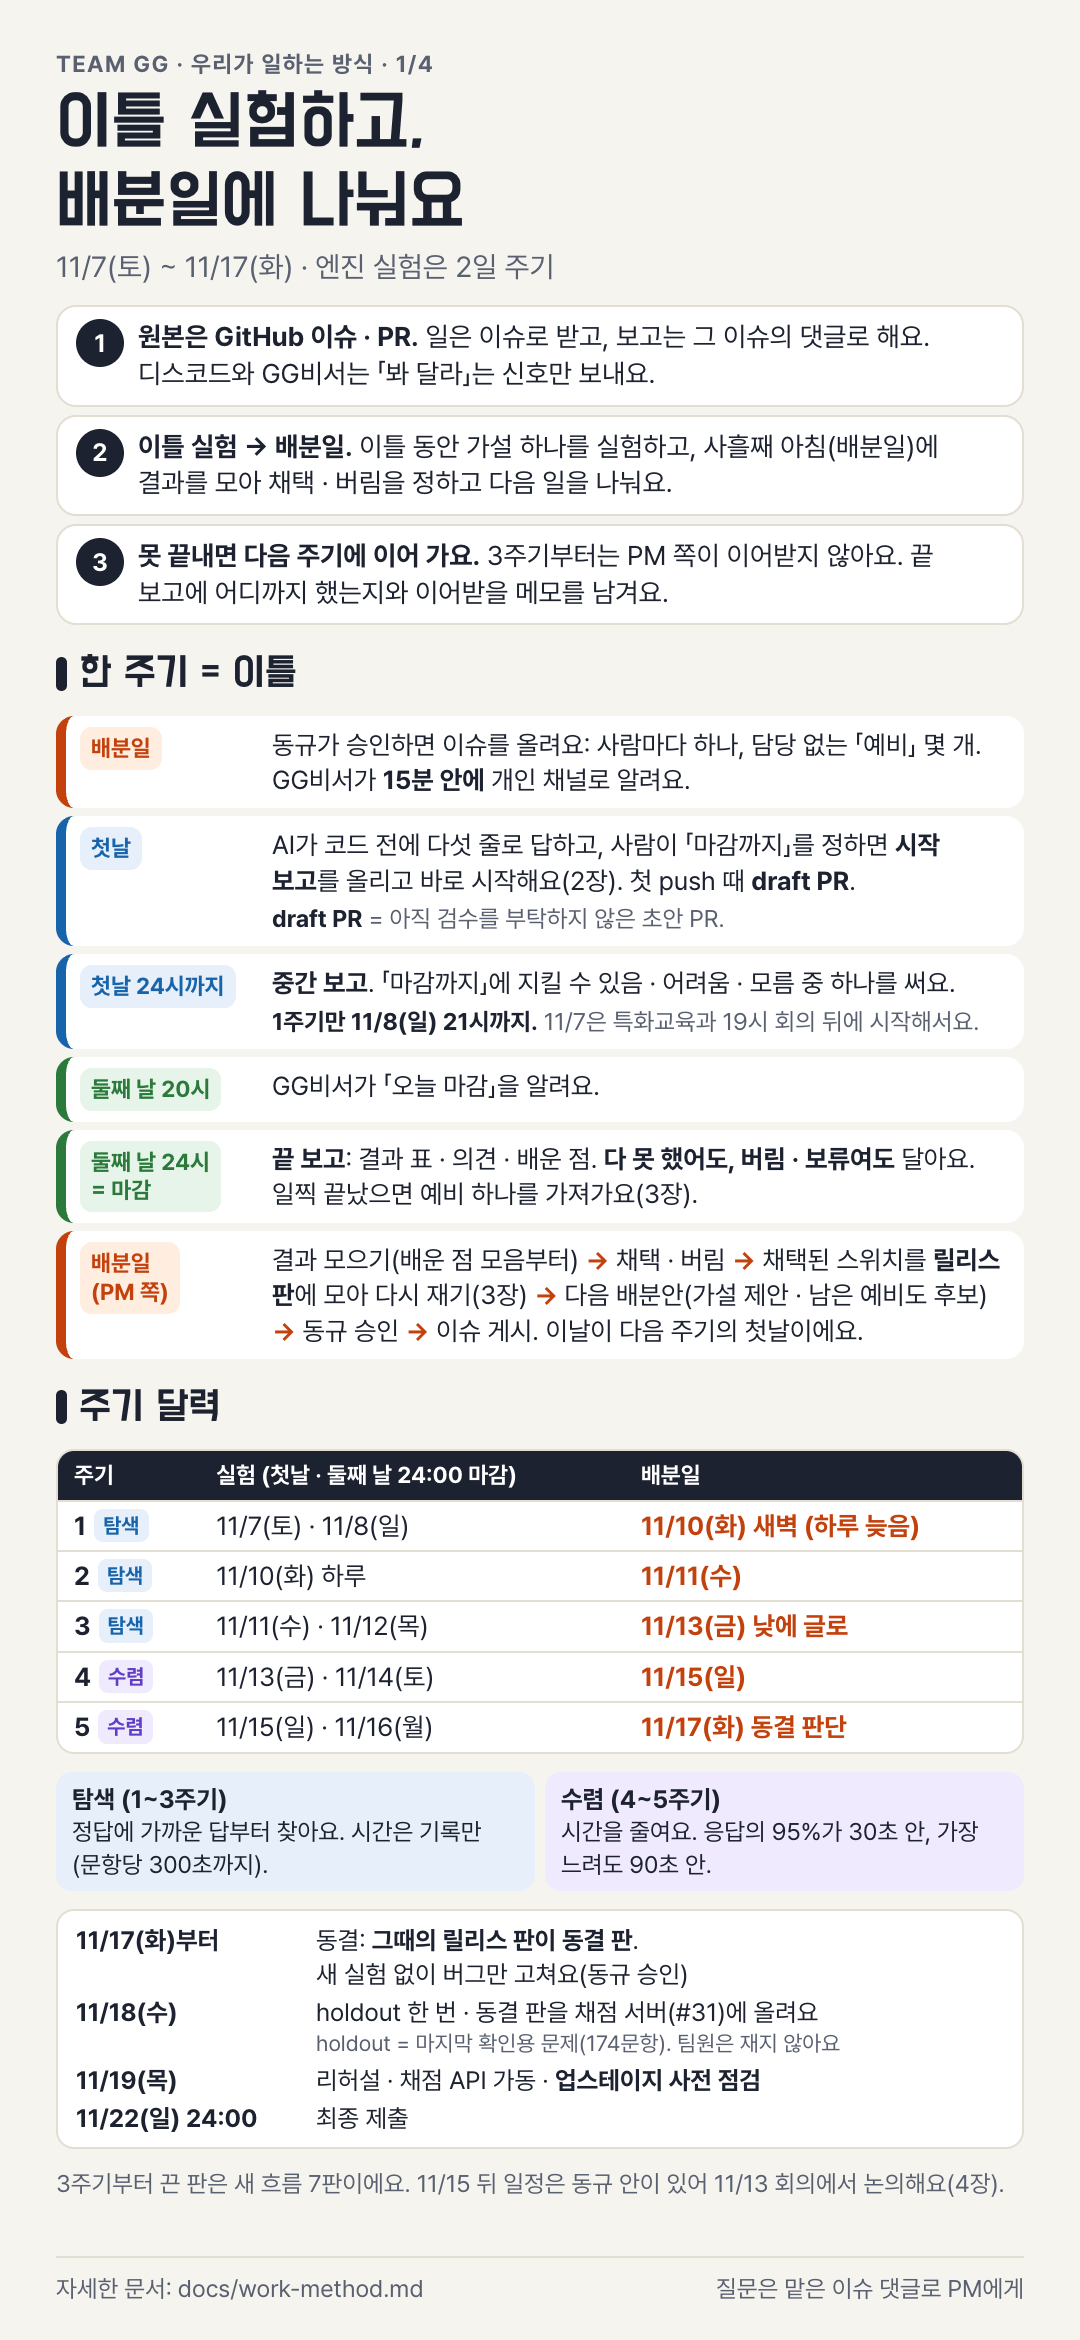 TEAM GG · 우리가 일하는 방식 · 1/4
이틀 실험하고,
배분일에 나눠요
11/7(토) ~ 11/17(화) · 엔진 실험은 2일 주기
1 원본은 GitHub 이슈 · PR. 일은 이슈로 받고, 보고는 그 이슈의 댓글로 해요.
디스코드와 GG비서는 「봐 달라」는 신호만 보내요.
2 이틀 실험 → 배분일. 이틀 동안 가설 하나를 실험하고, 사흘째 아침(배분일)에
결과를 모아 채택 · 버림을 정하고 다음 일을 나눠요.
3 못 끝내면 다음 주기에 이어 가요. 3주기부터는 PM 쪽이 이어받지 않아요. 끝
보고에 어디까지 했는지와 이어받을 메모를 남겨요.
한 주기 = 이틀
배분일 동규가 승인하면 이슈를 올려요: 사람마다 하나, 담당 없는 「예비」 몇 개.
GG비서가 15분 안에 개인 채널로 알려요.
첫날 AI가 코드 전에 다섯 줄로 답하고, 사람이 「마감까지」를 정하면 시작
보고를 올리고 바로 시작해요(2장). 첫 push 때 draft PR.
draft PR = 아직 검수를 부탁하지 않은 초안 PR.
첫날 24시까지 중간 보고. 「마감까지」에 지킬 수 있음 · 어려움 · 모름 중 하나를 써요.
1주기만 11/8(일) 21시까지. 11/7은 특화교육과 19시 회의 뒤에 시작해서요.
둘째 날 20시 GG비서가 「오늘 마감」을 알려요.
둘째 날 24시 끝 보고: 결과 표 · 의견 · 배운 점. 다 못 했어도, 버림 · 보류여도 달아요.
= 마감 일찍 끝났으면 예비 하나를 가져가요(3장).
배분일 결과 모으기(배운 점 모음부터) → 채택 · 버림 → 채택된 스위치를 릴리스
(PM 쪽) 판에 모아 다시 재기(3장) → 다음 배분안(가설 제안 · 남은 예비도 후보)
→ 동규 승인 → 이슈 게시. 이날이 다음 주기의 첫날이에요.
주기 달력
주기 실험 (첫날 · 둘째 날 24:00 마감) 배분일
1 탐색 11/7(토) · 11/8(일) 11/10(화) 새벽 (하루 늦음)
2 탐색 11/10(화) 하루 11/11(수)
3 탐색 11/11(수) · 11/12(목) 11/13(금) 낮에 글로
4 수렴 11/13(금) · 11/14(토) 11/15(일)
5 수렴 11/15(일) · 11/16(월) 11/17(화) 동결 판단
탐색 (1~3주기)
정답에 가까운 답부터 찾아요. 시간은 기록만
(문항당 300초까지).
수렴 (4~5주기)
시간을 줄여요. 응답의 95%가 30초 안, 가장
느려도 90초 안.
11/17(화)부터 동결: 그때의 릴리스 판이 동결 판.
새 실험 없이 버그만 고쳐요(동규 승인)
11/18(수) holdout 한 번 · 동결 판을 채점 서버(#31)에 올려요
holdout = 마지막 확인용 문제(174문항). 팀원은 재지 않아요
11/19(목) 리허설 · 채점 API 가동 · 업스테이지 사전 점검
11/22(일) 24:00 최종 제출
3주기부터 끈 판은 새 흐름 7판이에요. 11/15 뒤 일정은 동규 안이 있어 11/13 회의에서 논의해요(4장).
자세한 문서: docs/work-method.md 질문은 맡은 이슈 댓글로 PM에게